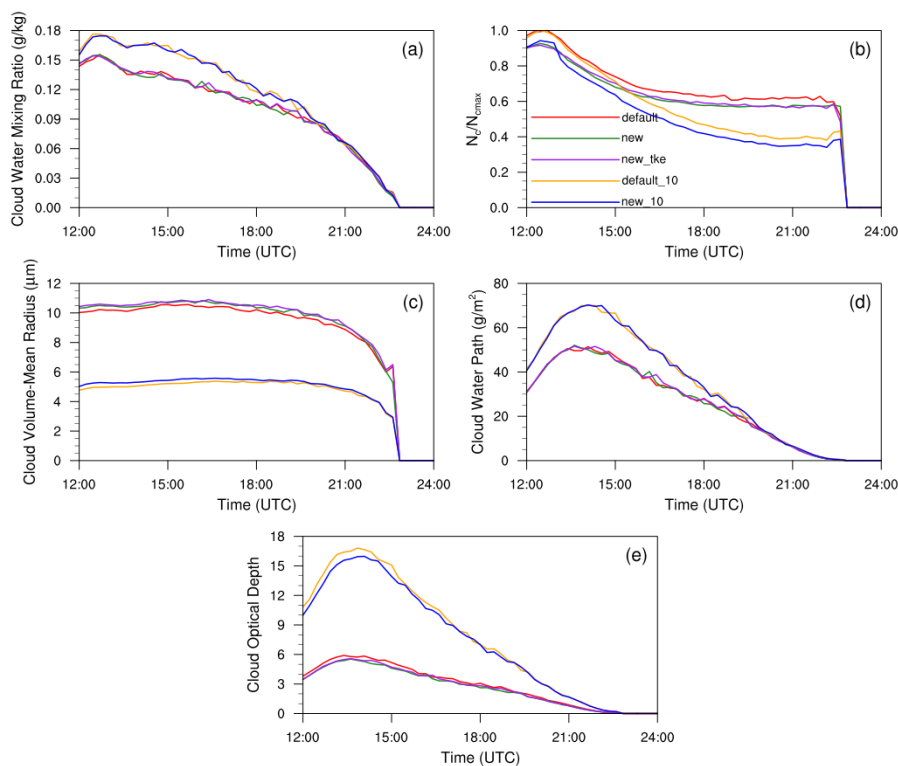 0.18
0.15
0.12
0.09
0.06
0.03
0.00
Cloud Water Mixing Ratio (g/kg)
(a)
12:00 15:00 18:00 21:00 24:00
Time (UTC)
1.0
0.8
0.6
0.4
0.2
0.0
Nc/Ncmax
(b)
default
new
new_tke
default_10
new_10
12:00 15:00 18:00 21:00 24:00
Time (UTC)
12
10
8
6
4
2
0
Cloud Volume-Mean Radius (μm)
(c)
12:00 15:00 18:00 21:00 24:00
Time (UTC)
80
60
40
20
0
Cloud Water Path (g/m²)
(d)
12:00 15:00 18:00 21:00 24:00
Time (UTC)
18
15
12
9
6
3
0
Cloud Optical Depth
(e)
12:00 15:00 18:00 21:00 24:00
Time (UTC)